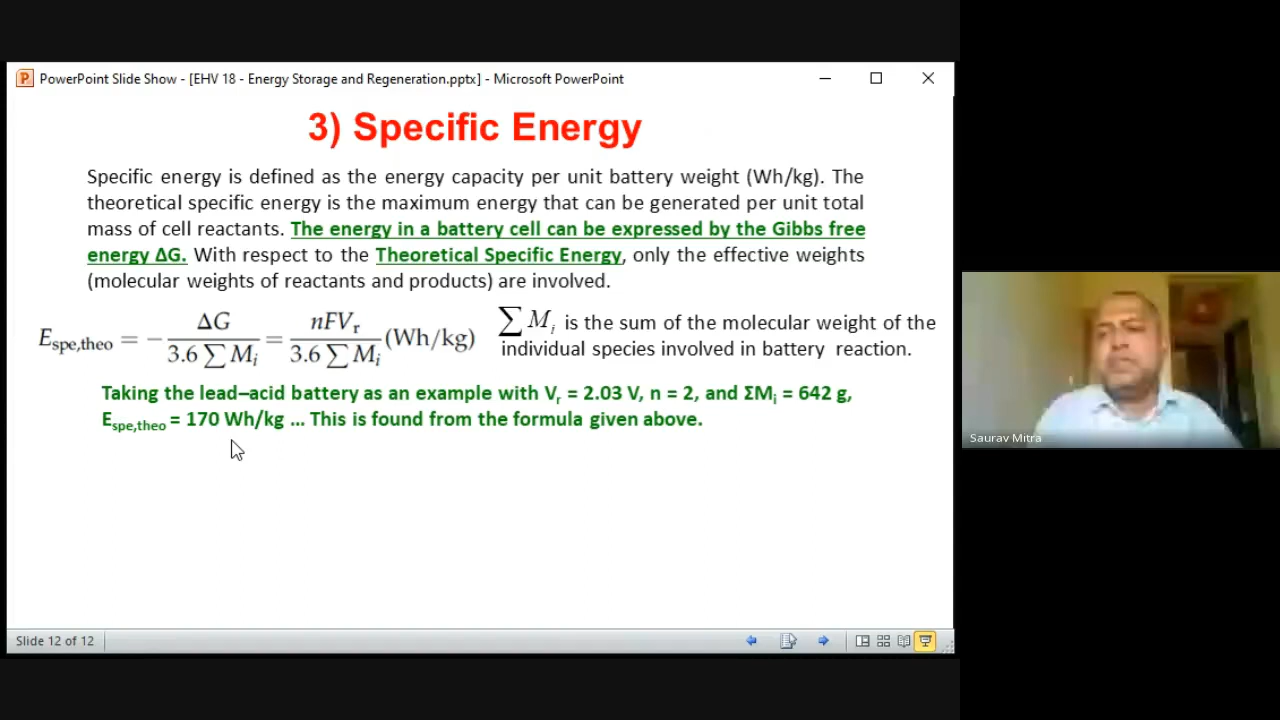 PowerPoint Slide Show - [EHV 18 - Energy Storage and Regeneration.pptx] - Microsoft PowerPoint
3) Specific Energy
Specific energy is defined as the energy capacity per unit battery weight (Wh/kg). The
theoretical specific energy is the maximum energy that can be generated per unit total
mass of cell reactants. The energy in a battery cell can be expressed by the Gibbs free
energy ΔG. With respect to the Theoretical Specific Energy, only the effective weights
(molecular weights of reactants and products) are involved.
E_spe,theo = − ΔG / 3.6 ∑ M_i = nFV_r / 3.6 ∑ M_i (Wh/kg)
∑ M_i is the sum of the molecular weight of the
individual species involved in battery reaction.
Taking the lead–acid battery as an example with V_r = 2.03 V, n = 2, and ΣM_i = 642 g,
E_spe,theo = 170 Wh/kg ... This is found from the formula given above.
Saurav Mitra
Slide 12 of 12